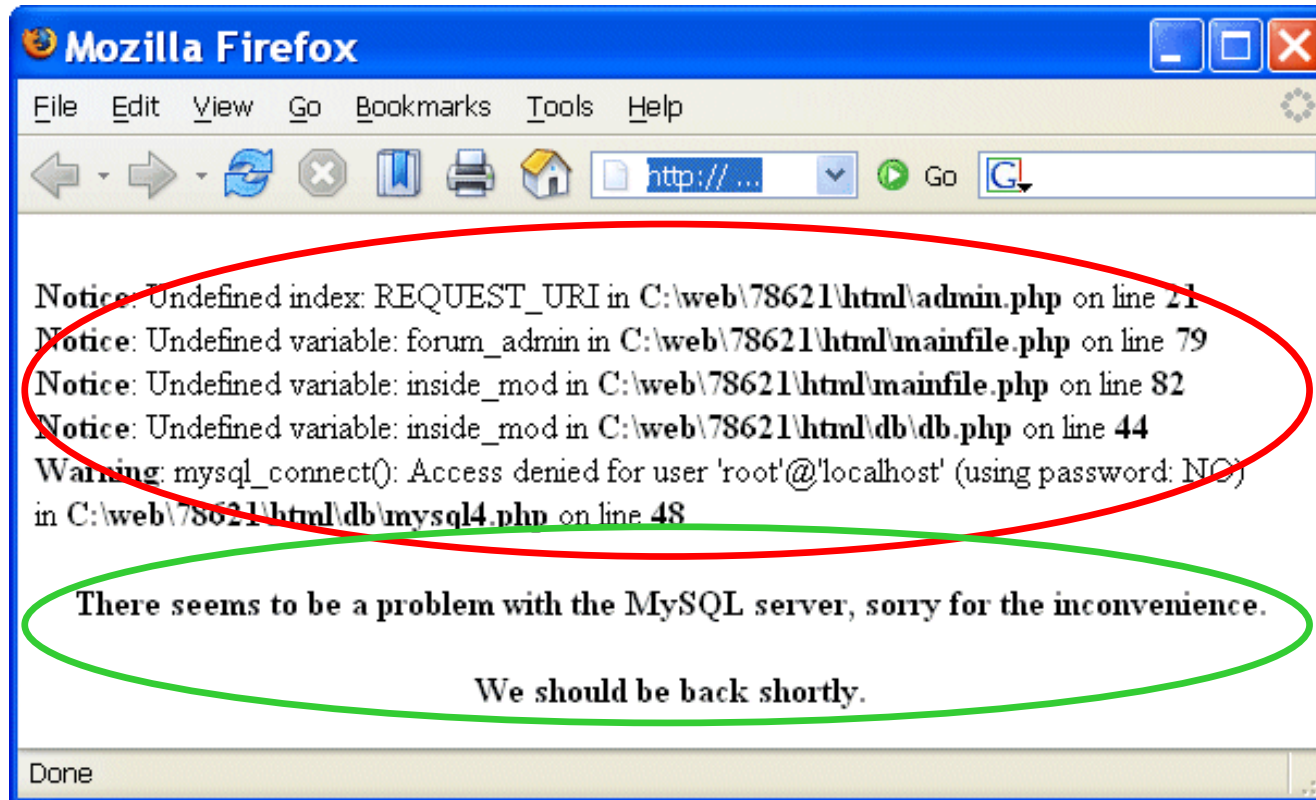 Mozilla Firefox
File Edit View Go Bookmarks Tools Help
http:// ... Go G
Notice: Undefined index: REQUEST_URI in C:\web\78621\html\admin.php on line 21
Notice: Undefined variable: forum_admin in C:\web\78621\html\mainfile.php on line 79
Notice: Undefined variable: inside_mod in C:\web\78621\html\mainfile.php on line 82
Notice: Undefined variable: inside_mod in C:\web\78621\html\db\db.php on line 44
Warning: mysql_connect(): Access denied for user 'root'@'localhost' (using password: NO)
in C:\web\78621\html\db\mysql4.php on line 48
There seems to be a problem with the MySQL server, sorry for the inconvenience.
We should be back shortly.
Done